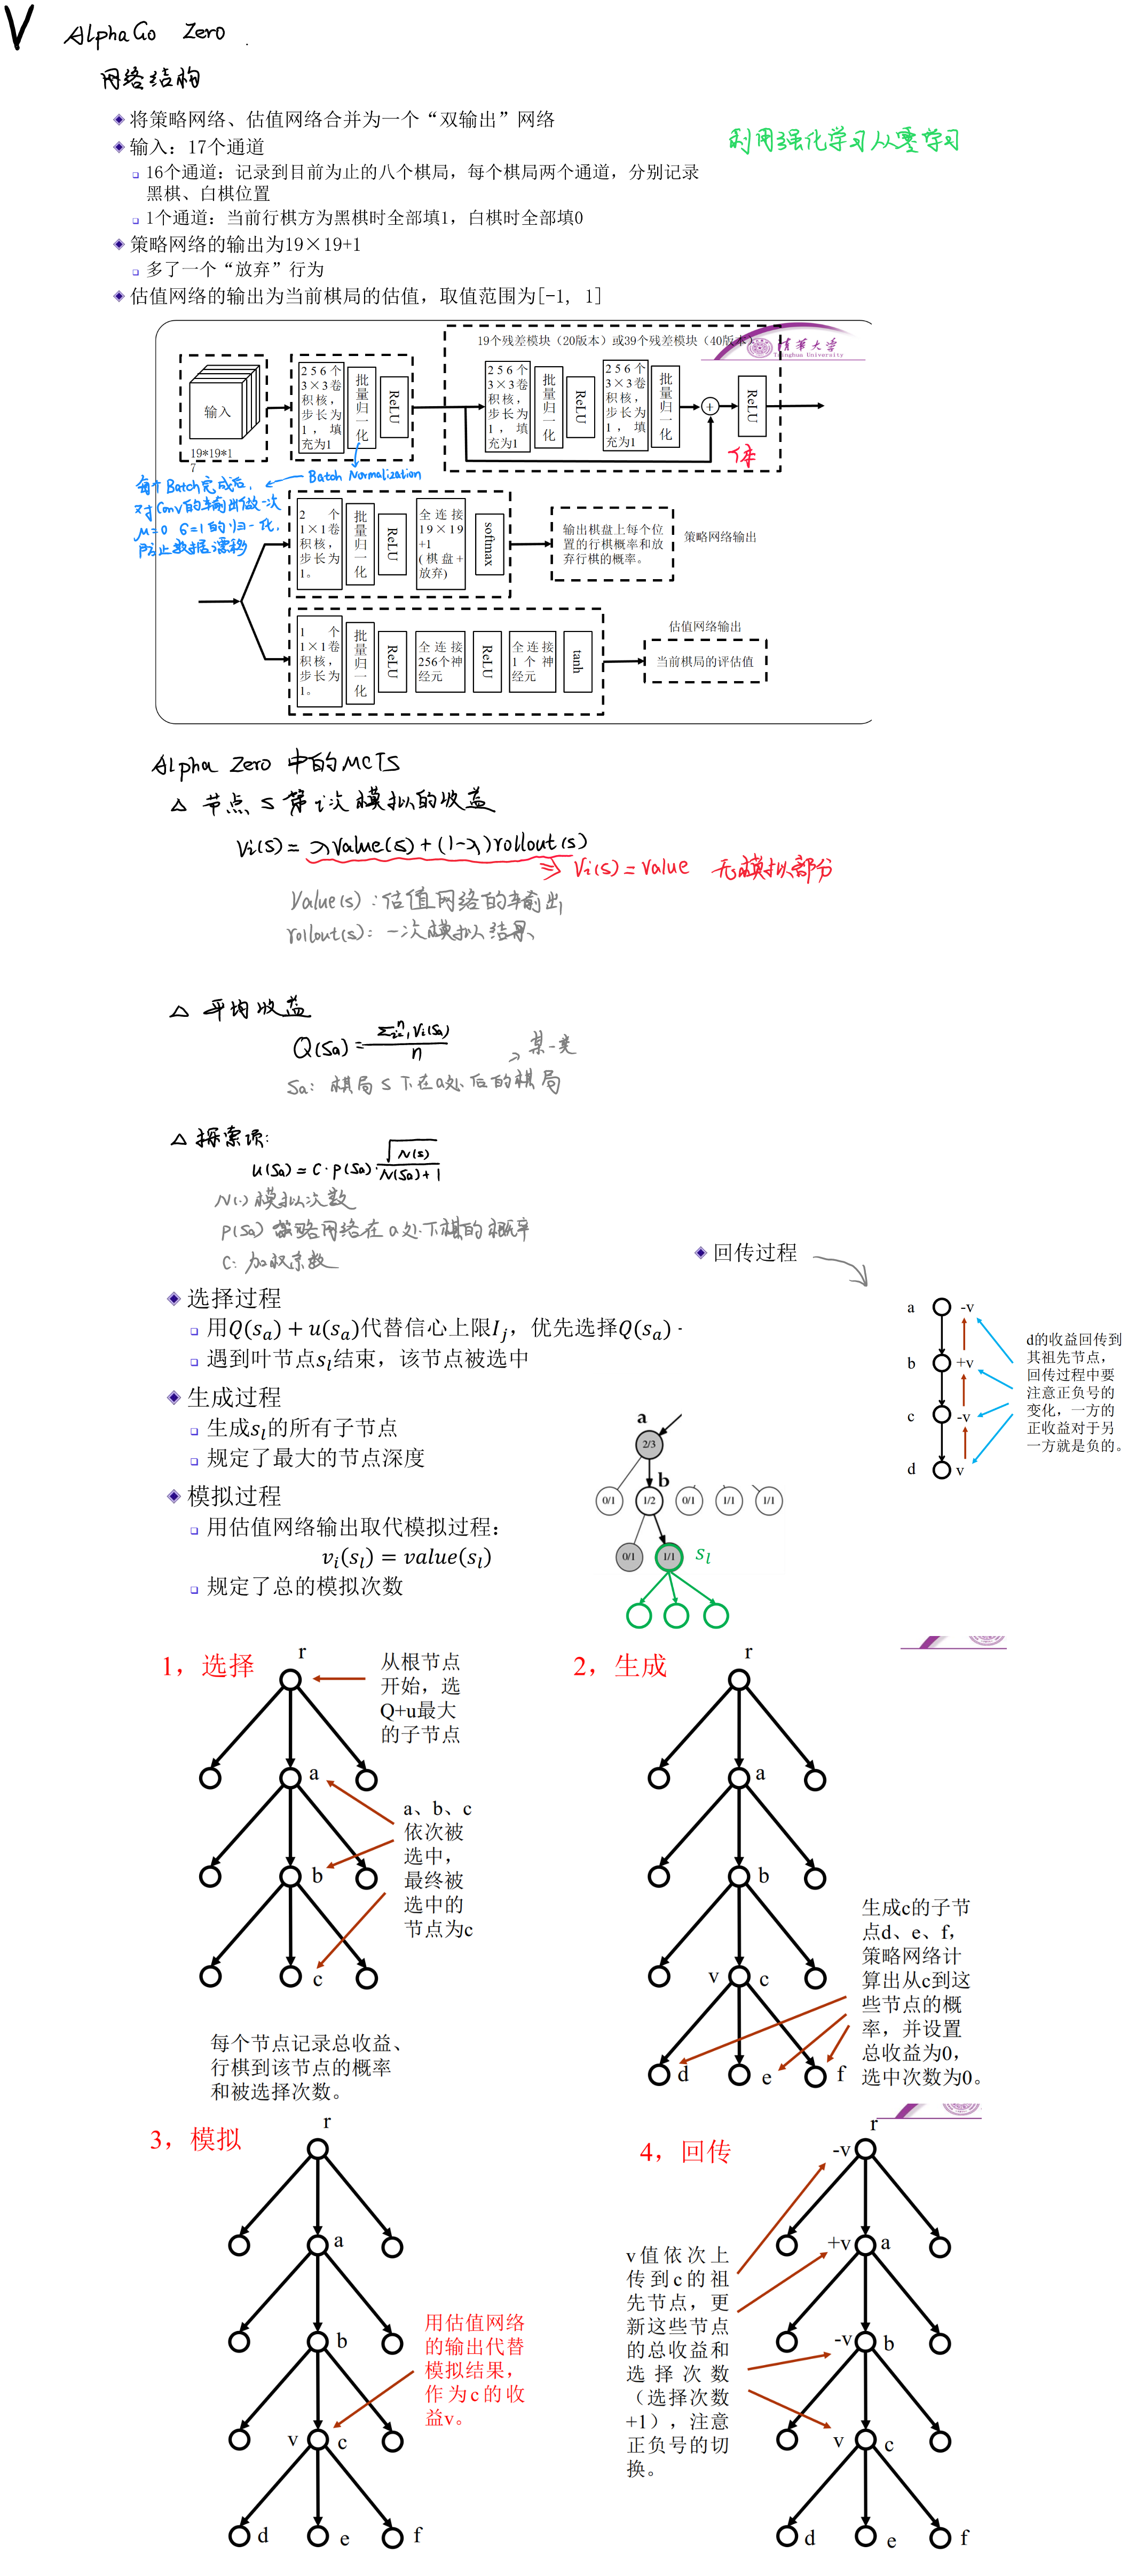 V AlphaGo Zero
网络结构
将策略网络、估值网络合并为一个“双输出”网络
利用强化学习从零学习
输入：17个通道
16个通道：记录到目前为止的八个棋局，每个棋局两个通道，分别记录
黑棋、白棋位置
1个通道：当前行棋方为黑棋时全部填1，白棋时全部填0
策略网络的输出为19×19+1
多了一个“放弃”行为
估值网络的输出为当前棋局的估值，取值范围为[-1, 1]
19个残差模块（20版本）或39个残差模块（40版本）
清华大学
Tsinghua University
输入
19*19*1
7
256个
3×3卷
积核，
步长为
1，填
充为1
批量归一化
ReLU
256个
3×3卷
积核，
步长为
1，填
充为1
批量归一化
ReLU
256个
3×3卷
积核，
步长为
1，填
充为1
批量归一化
+
ReLU
体
Batch Normalization
每个Batch完成后,
对Conv的输出做一次
μ=0 6=1的归一化,
防止数据漂移
2个
1×1卷
积核，
步长为
1。
批量归一化
ReLU
全连接
19×19
+1
(棋盘+
放弃)
softmax
输出棋盘上每个位
置的行棋概率和放
弃行棋的概率。
策略网络输出
1个
1×1卷
积核，
步长为
1。
批量归一化
ReLU
全连接
256个神
经元
ReLU
全连接
1个神
经元
tanh
估值网络输出
当前棋局的评估值
Alpha Zero 中的MCTS
△ 节点 s 第i次模拟的收益
Vi(s) = λValue(s) + (1-λ)rollout(s)
⇒ Vi(s) = Value 无模拟部分
Value(s)：估值网络的输出
rollout(s)：一次模拟结果
△ 平均收益
Q(Sa) = Σⁿi=1 Vi(Sa) / n
某一类
Sa：棋局 s 下在a处后的棋局
△ 探索项：
u(Sa) = C·p(Sa)·√N(s) / N(Sa)+1
N(·) 模拟次数
p(Sa) 策略网络在a处下棋的概率
C：加权系数
回传过程
选择过程
用Q(sₐ) + u(sₐ)代替信心上限Iⱼ，优先选择Q(sₐ) -
遇到叶节点sₗ结束，该节点被选中
生成过程
生成sₗ的所有子节点
规定了最大的节点深度
模拟过程
用估值网络输出取代模拟过程：
vᵢ(sₗ) = value(sₗ)
规定了总的模拟次数
a
2/3
b
0/1
1/2
0/1
1/1
1/1
0/1
1/1
sₗ
a -v
b +v
c -v
d v
d的收益回传到
其祖先节点，
回传过程中要
注意正负号的
变化，一方的
正收益对于另
一方就是负的。
1，选择
r
从根节点
开始，选
Q+u最大
的子节点
a
b
c
a、b、c
依次被
选中，
最终被
选中的
节点为c
每个节点记录总收益、
行棋到该节点的概率
和被选择次数。
2，生成
r
a
b
v c
d
e
f
生成c的子节
点d、e、f，
策略网络计
算出从c到这
些节点的概
率，并设置
总收益为0，
选中次数为0。
3，模拟
r
a
b
v c
d
e
f
用估值网络
的输出代替
模拟结果，
作为c的收
益v。
4，回传
r
-v
+v a
-v b
v c
d
e
f
v值依次上
传到c的祖
先节点，更
新这些节点
的总收益和
选择次数
（选择次数
+1），注意
正负号的切
换。